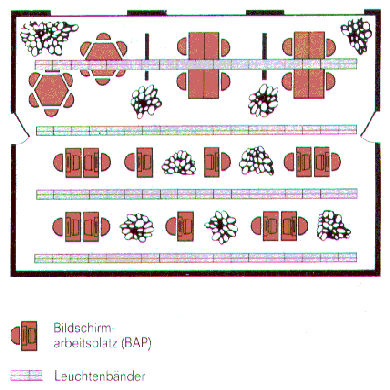 Bildschirm-
arbeitsplatz (BAP)
Leuchtenbänder